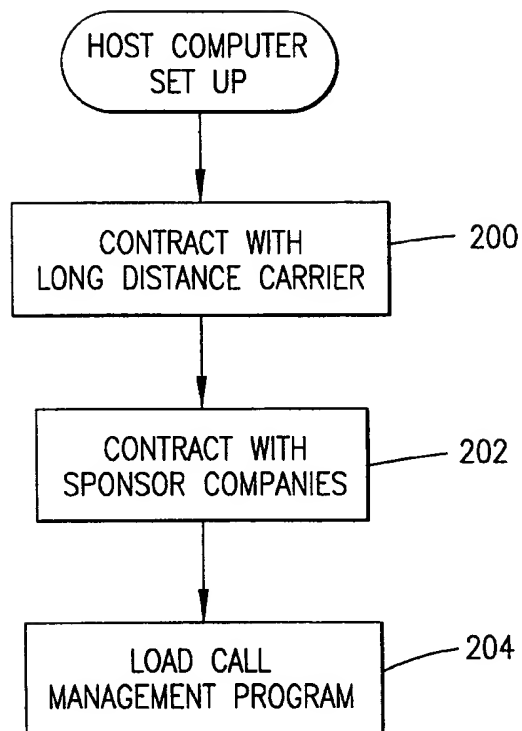 HOST COMPUTER
SET UP
CONTRACT WITH
LONG DISTANCE CARRIER
200
CONTRACT WITH
SPONSOR COMPANIES
202
LOAD CALL
MANAGEMENT PROGRAM
204